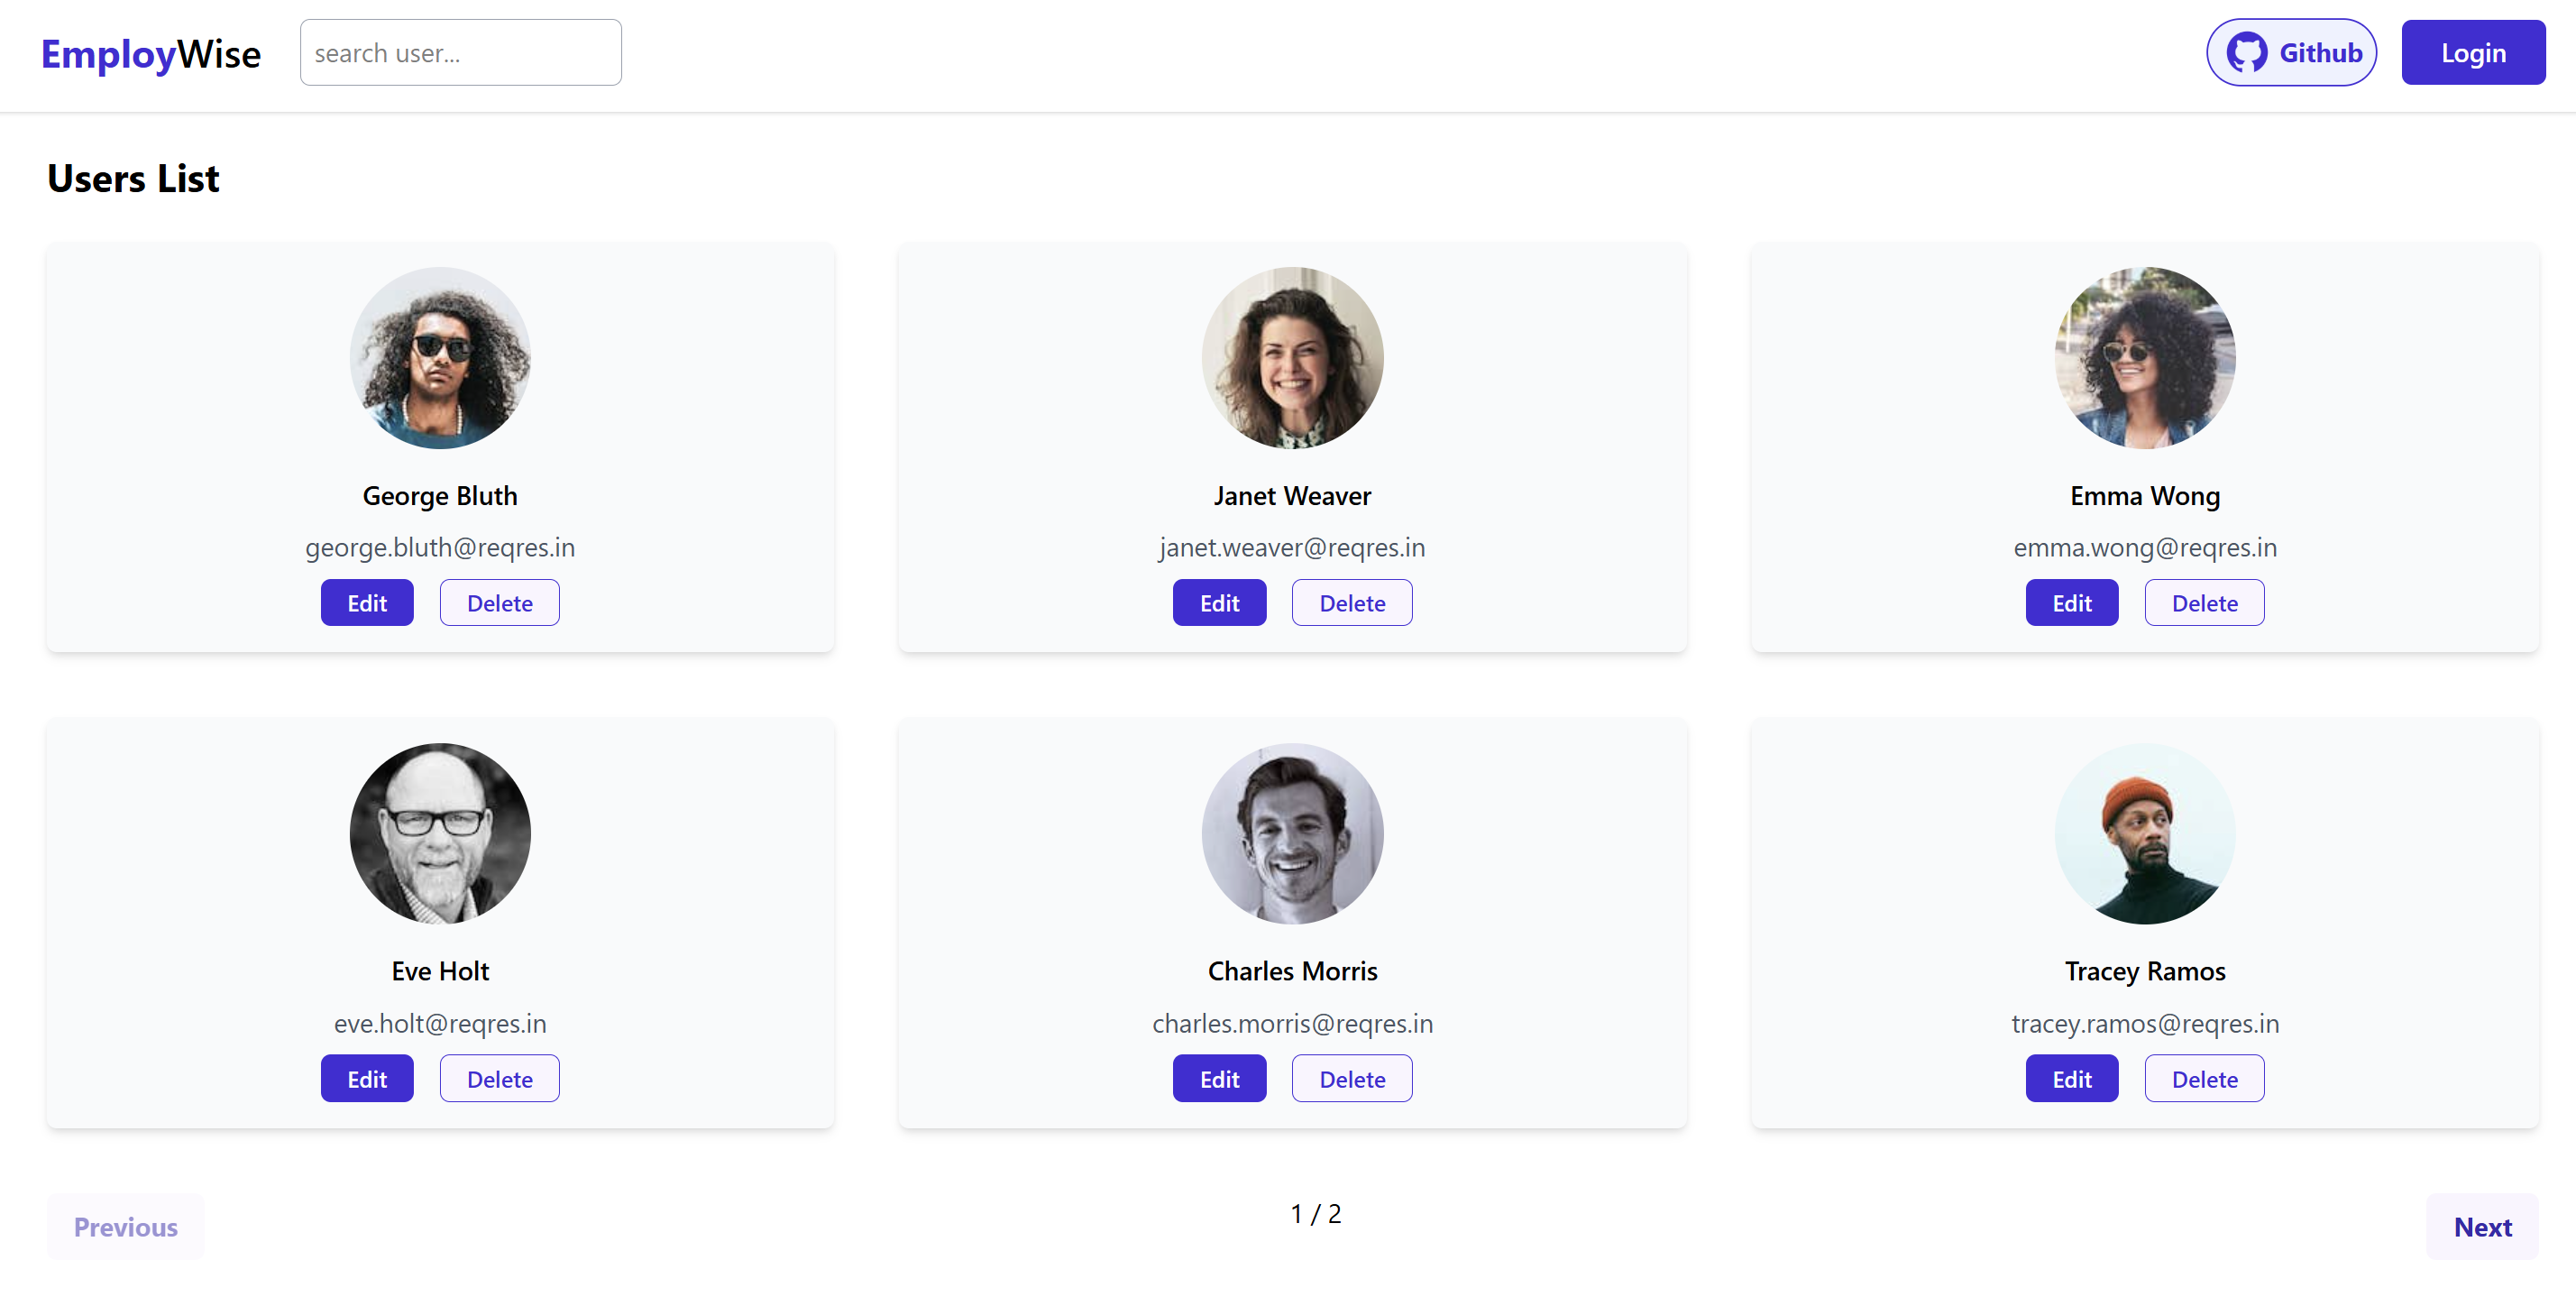 EmployWise
search user...
Github
Login
Users List
George Bluth
george.bluth@reqres.in
Edit Delete
Janet Weaver
janet.weaver@reqres.in
Edit Delete
Emma Wong
emma.wong@reqres.in
Edit Delete
Eve Holt
eve.holt@reqres.in
Edit Delete
Charles Morris
charles.morris@reqres.in
Edit Delete
Tracey Ramos
tracey.ramos@reqres.in
Edit Delete
Previous
1 / 2
Next